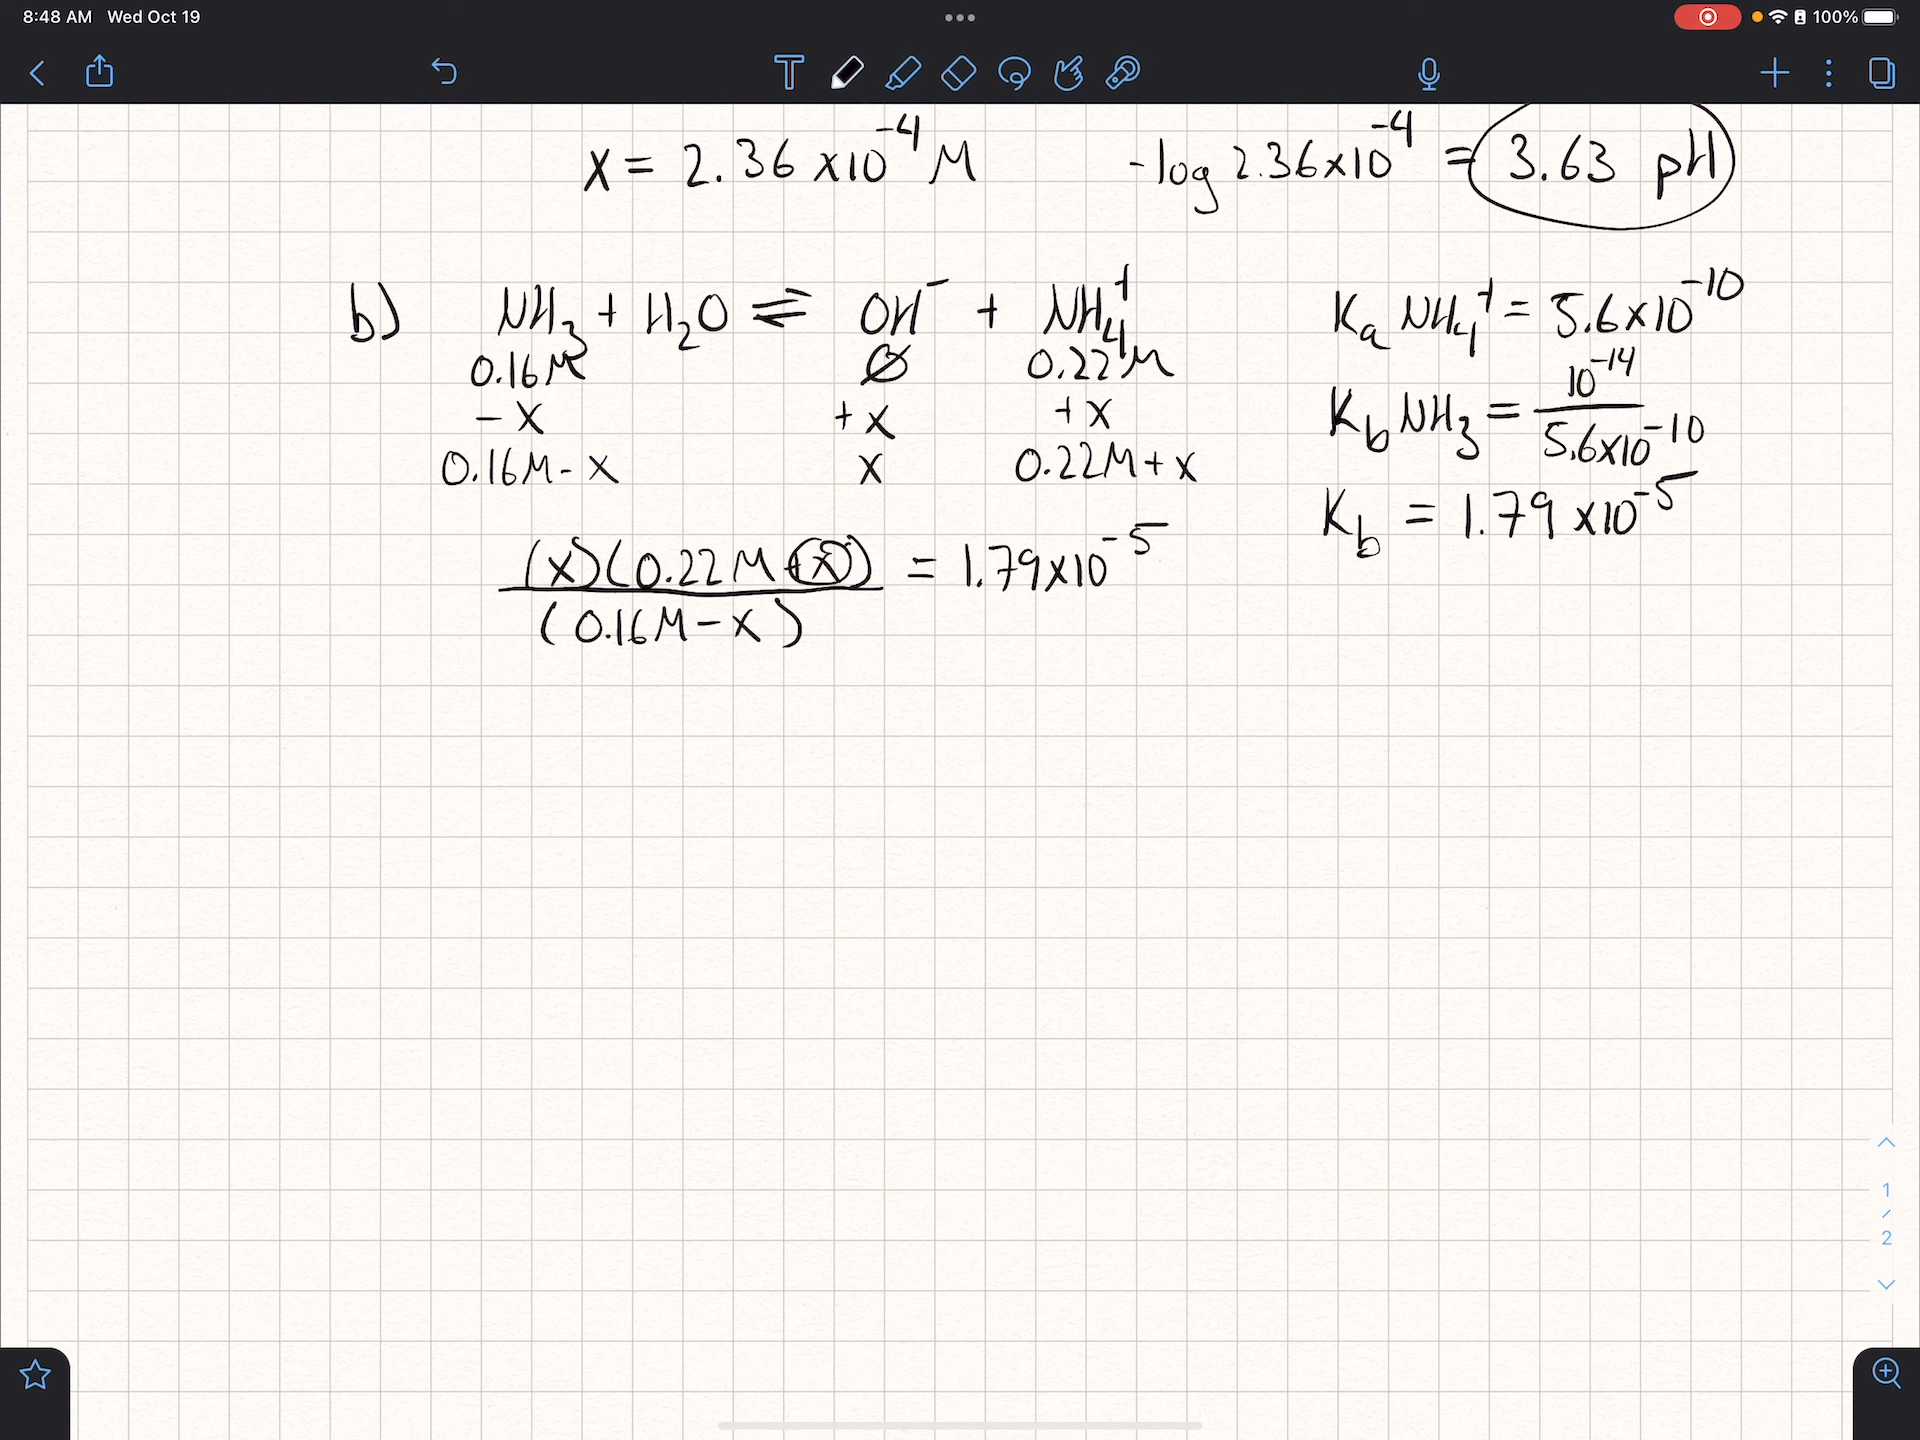 8:48 AM Wed Oct 19
100%
x = 2.36 x10⁻⁴ M -log 2.36x10⁻⁴ = 3.63 pH
b) NH₃ + H₂O ⇌ OH⁻ + NH₄⁺
0.16M Ø 0.22M
- x + x + x
0.16M - x x 0.22M + x
(x)(0.22M + x) = 1.79x10⁻⁵
(0.16M - x)
Ka NH₄⁺ = 5.6x10⁻¹⁰
Kb NH₃ = 10⁻¹⁴ / 5.6x10⁻¹⁰
Kb = 1.79 x10⁻⁵
1
/
2